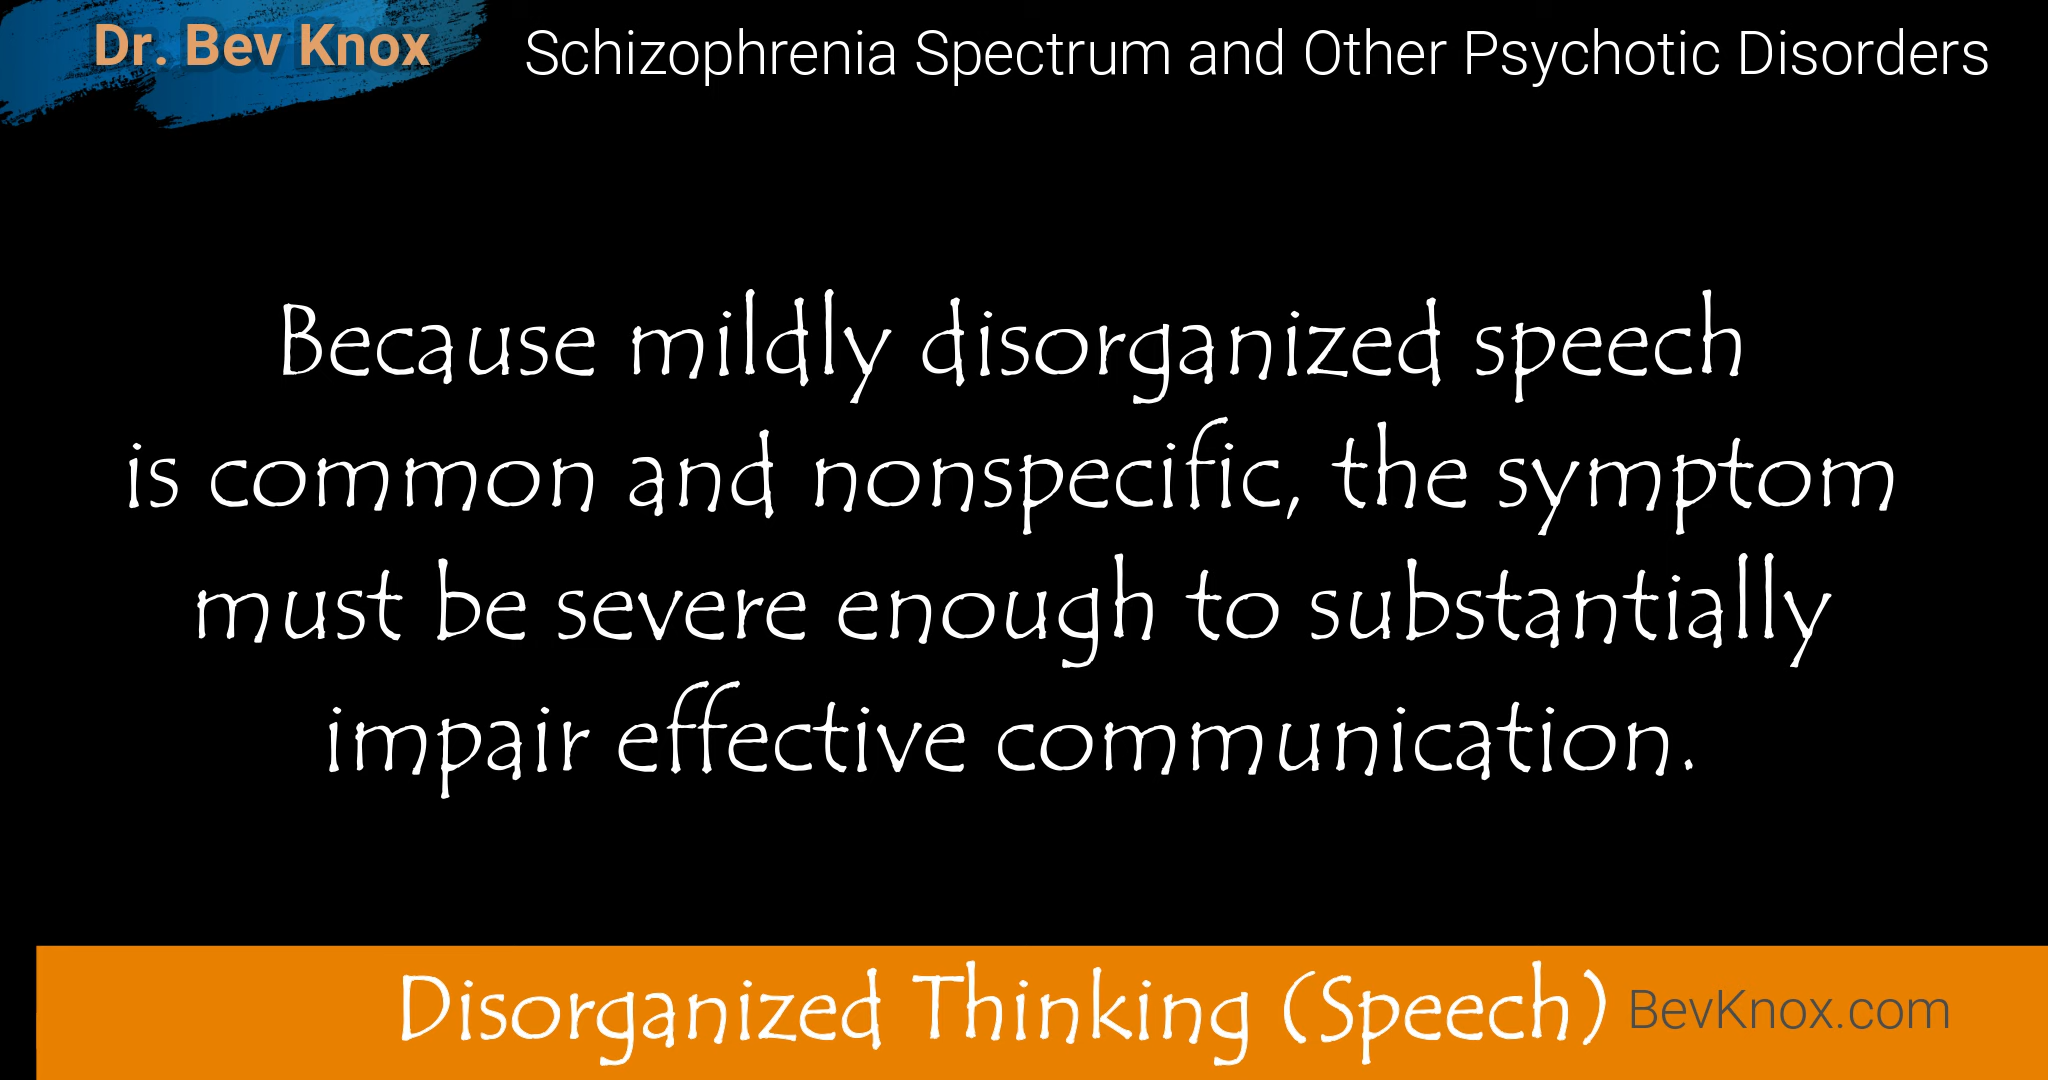 Dr. Bev Knox
Schizophrenia Spectrum and Other Psychotic Disorders
Because mildly disorganized speech
is common and nonspecific, the symptom
must be severe enough to substantially
impair effective communication.
Disorganized Thinking (Speech)
BevKnox.com